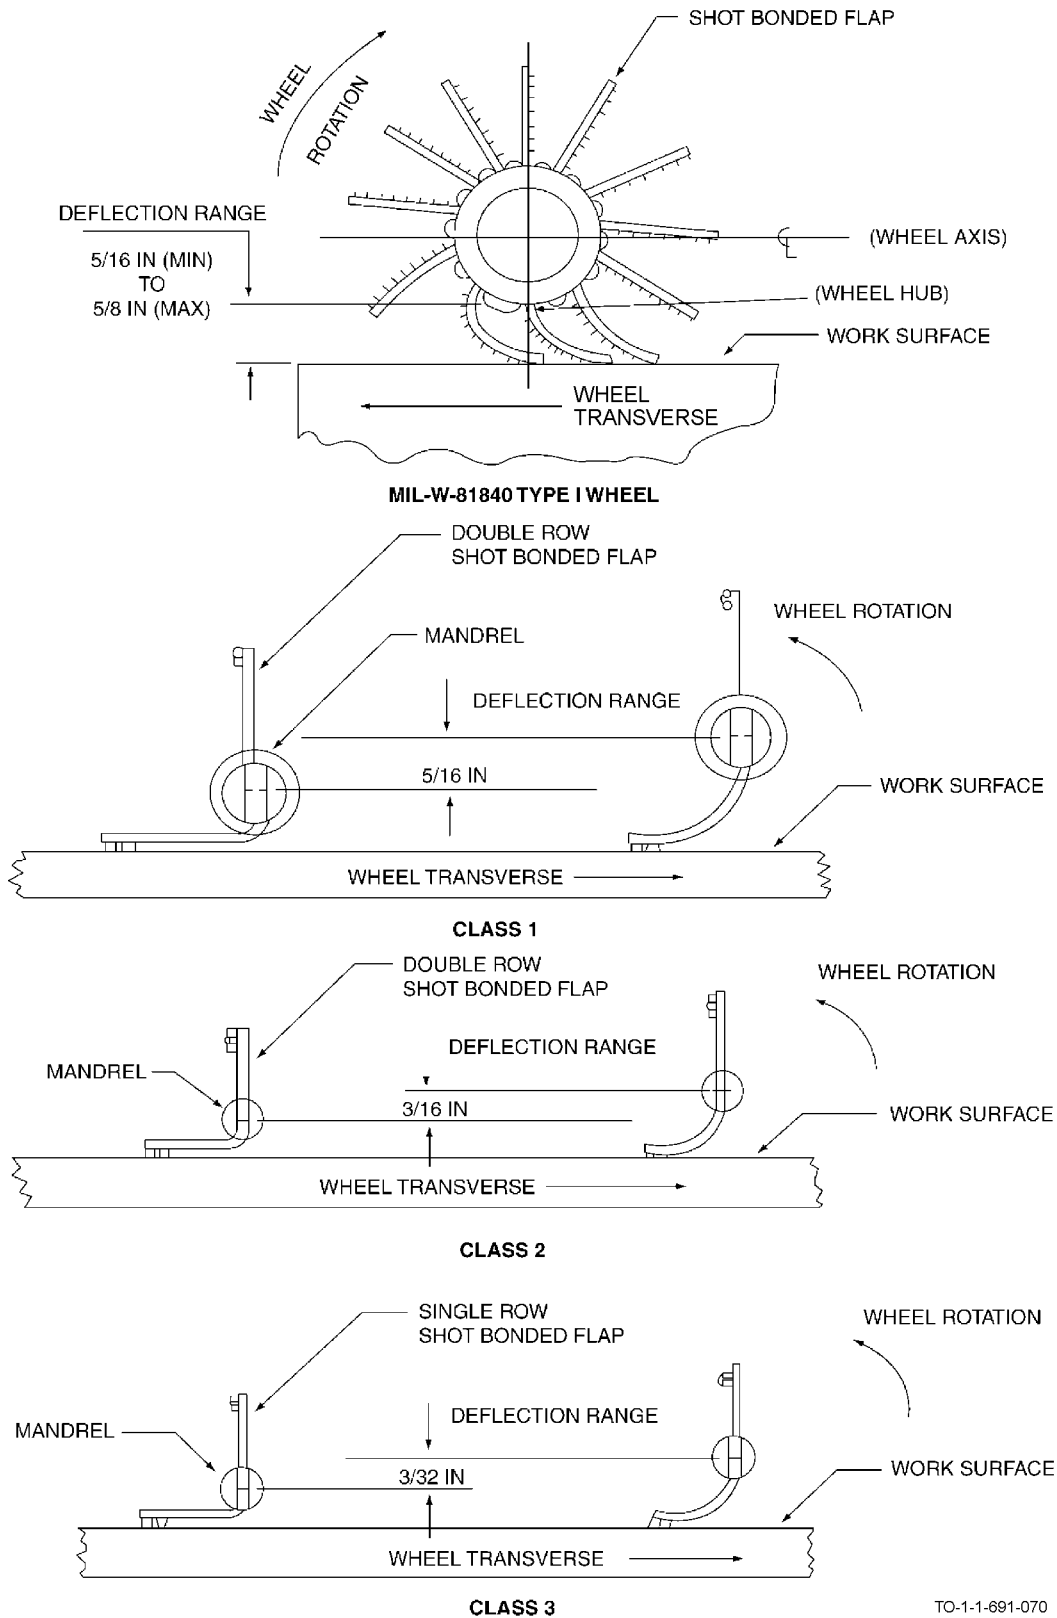 SHOT BONDED FLAP
WHEEL
ROTATION
DEFLECTION RANGE
5/16 IN (MIN)
TO
5/8 IN (MAX)
(WHEEL AXIS)
(WHEEL HUB)
WORK SURFACE
WHEEL
TRANSVERSE
MIL-W-81840 TYPE I WHEEL
DOUBLE ROW
SHOT BONDED FLAP
WHEEL ROTATION
MANDREL
DEFLECTION RANGE
5/16 IN
WORK SURFACE
WHEEL TRANSVERSE
CLASS 1
DOUBLE ROW
SHOT BONDED FLAP
WHEEL ROTATION
DEFLECTION RANGE
MANDREL
3/16 IN
WORK SURFACE
WHEEL TRANSVERSE
CLASS 2
SINGLE ROW
SHOT BONDED FLAP
WHEEL ROTATION
DEFLECTION RANGE
MANDREL
3/32 IN
WORK SURFACE
WHEEL TRANSVERSE
CLASS 3
TO-1-1-691-070